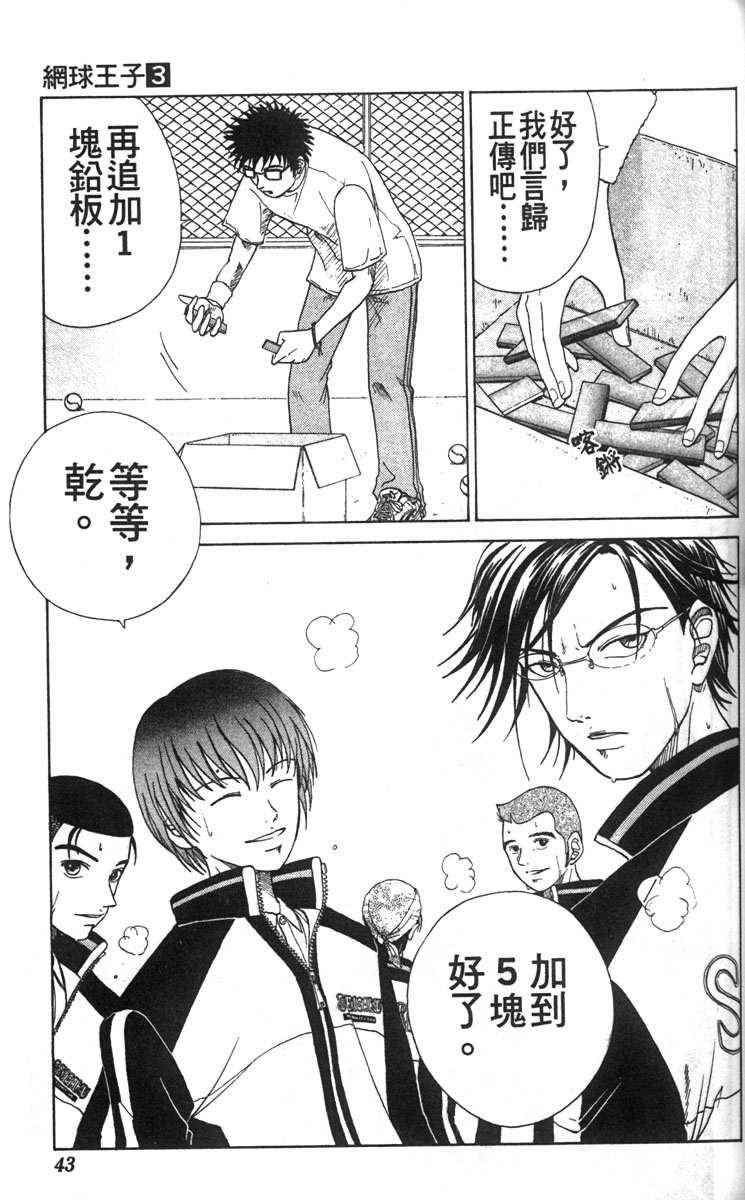 網球王子3
好了，
我們言歸
正傳吧……
喀
鏘
再追加1
塊鉛板……
等等，
乾。
加到
5塊
好了。
SEIGAKU
S
43